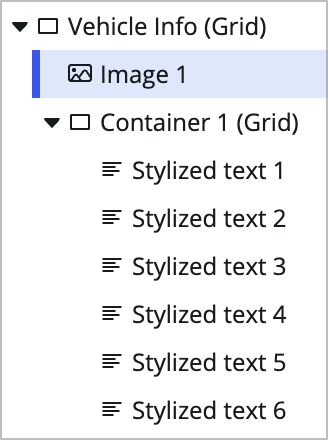 Vehicle Info (Grid)
Image 1
Container 1 (Grid)
Stylized text 1
Stylized text 2
Stylized text 3
Stylized text 4
Stylized text 5
Stylized text 6